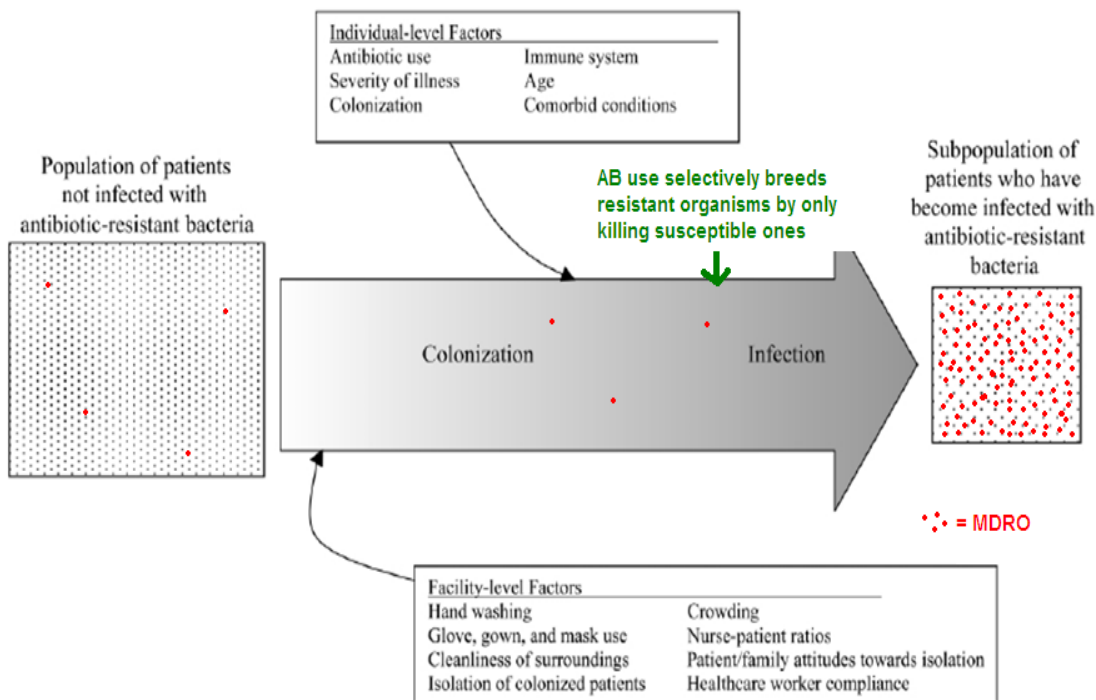 Individual-level Factors
Antibiotic use Immune system
Severity of illness Age
Colonization Comorbid conditions
Population of patients
not infected with
antibiotic-resistant bacteria
AB use selectively breeds
resistant organisms by only
killing susceptible ones
Subpopulation of
patients who have
become infected with
antibiotic-resistant
bacteria
Colonization
Infection
= MDRO
Facility-level Factors
Hand washing Crowding
Glove, gown, and mask use Nurse-patient ratios
Cleanliness of surroundings Patient/family attitudes towards isolation
Isolation of colonized patients Healthcare worker compliance